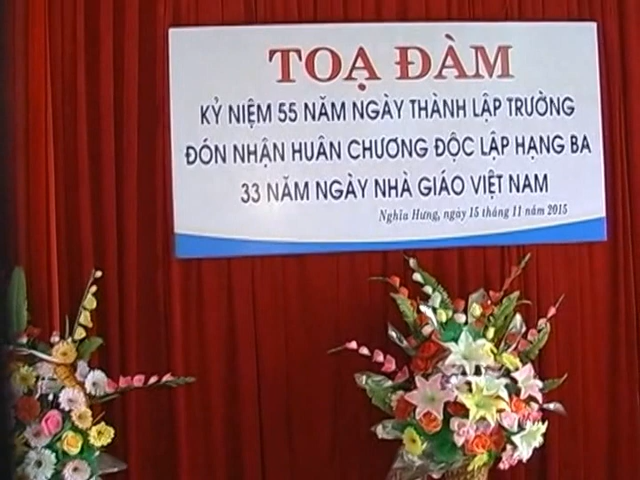 TOẠ ĐÀM
KỶ NIỆM 55 NĂM NGÀY THÀNH LẬP TRƯỜNG
ĐÓN NHẬN HUÂN CHƯƠNG ĐỘC LẬP HẠNG BA
33 NĂM NGÀY NHÀ GIÁO VIỆT NAM
Nghĩa Hưng, ngày 15 tháng 11 năm 2015